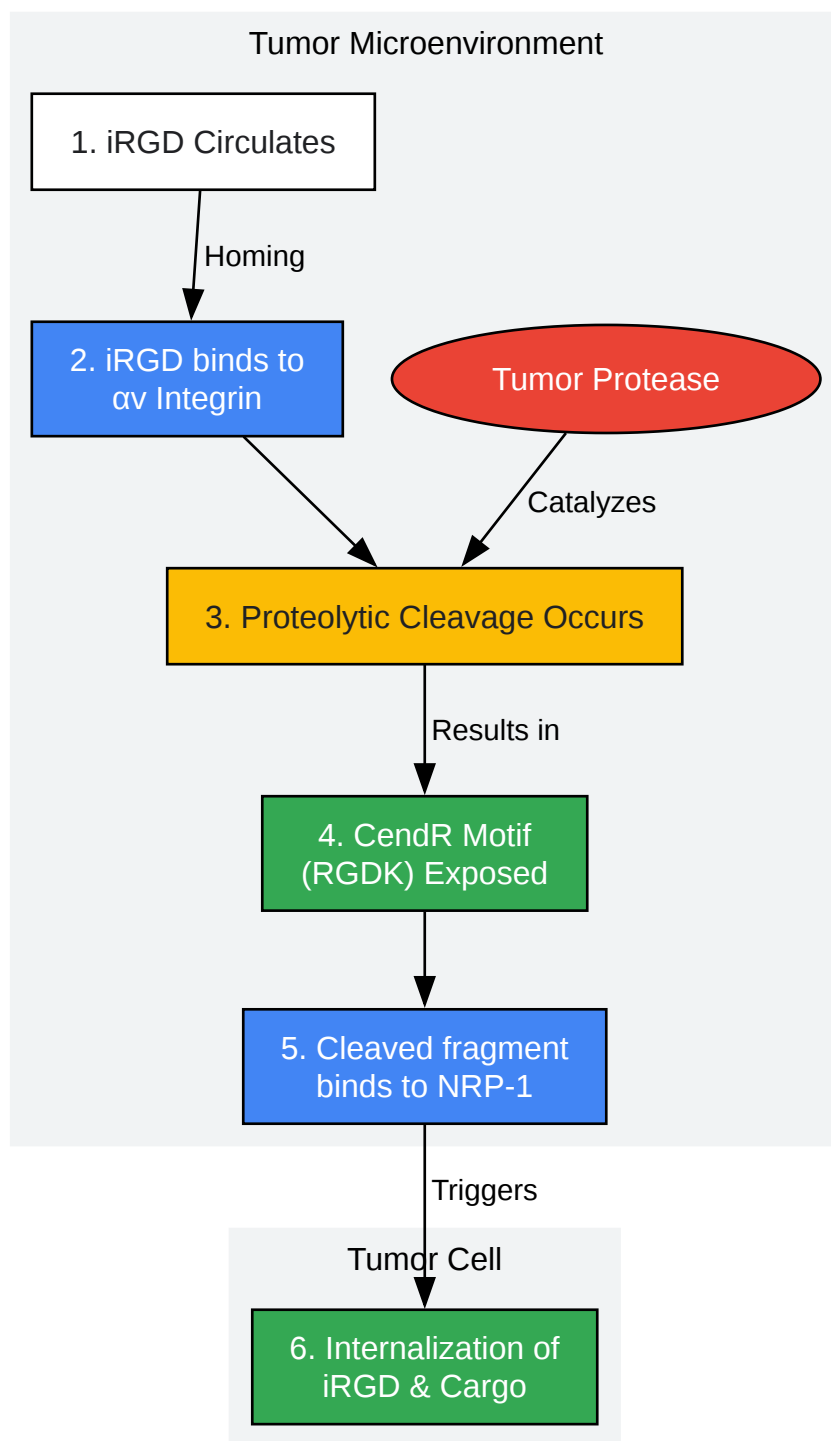 Tumor Microenvironment
1. iRGD Circulates
Homing
2. iRGD binds to
αv Integrin
Tumor Protease
Catalyzes
3. Proteolytic Cleavage Occurs
Results in
4. CendR Motif
(RGDK) Exposed
5. Cleaved fragment
binds to NRP-1
Triggers
Tumor Cell
6. Internalization of
iRGD & Cargo